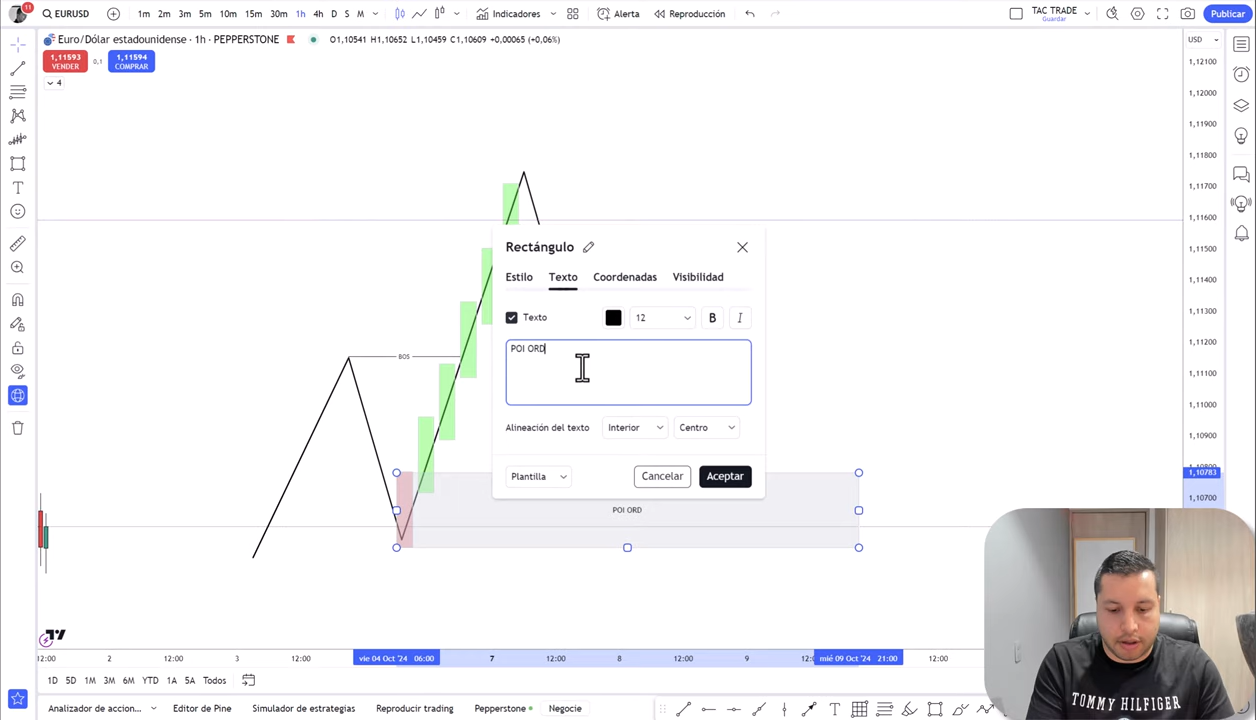 11
EURUSD
1m 2m 3m 5m 10m 15m 30m 1h 4h D S M
Indicadores
Alerta
Reproducción
TAC TRADE
Guardar
Publicar
Euro/Dólar estadounidense · 1h · PEPPERSTONE
O1,10541 H1,10652 L1,10459 C1,10609 +0,00065 (+0,06%)
USD
1,11593
VENDER
0,1
1,11594
COMPRAR
4
1,12100
1,12000
1,11900
1,11800
1,11700
1,11600
1,11500
1,11400
1,11300
1,11200
1,11100
1,11000
1,10900
1,10800
1,10783
1,10700
BOS
Rectángulo
Estilo Texto Coordenadas Visibilidad
Texto
12
B
I
POI ORD
Alineación del texto
Interior
Centro
Plantilla
Cancelar
Aceptar
POI ORD
TOMMY HILFIGER
12:00 2 12:00 3 12:00 vie 04 Oct '24 06:00 7 12:00 8 12:00 9 12:0 mié 09 Oct '24 21:00 12:00
1D 5D 1M 3M 6M YTD 1A 5A Todos
Analizador de accion...
Editor de Pine
Simulador de estrategias
Reproducir trading
Pepperstone
Negocie